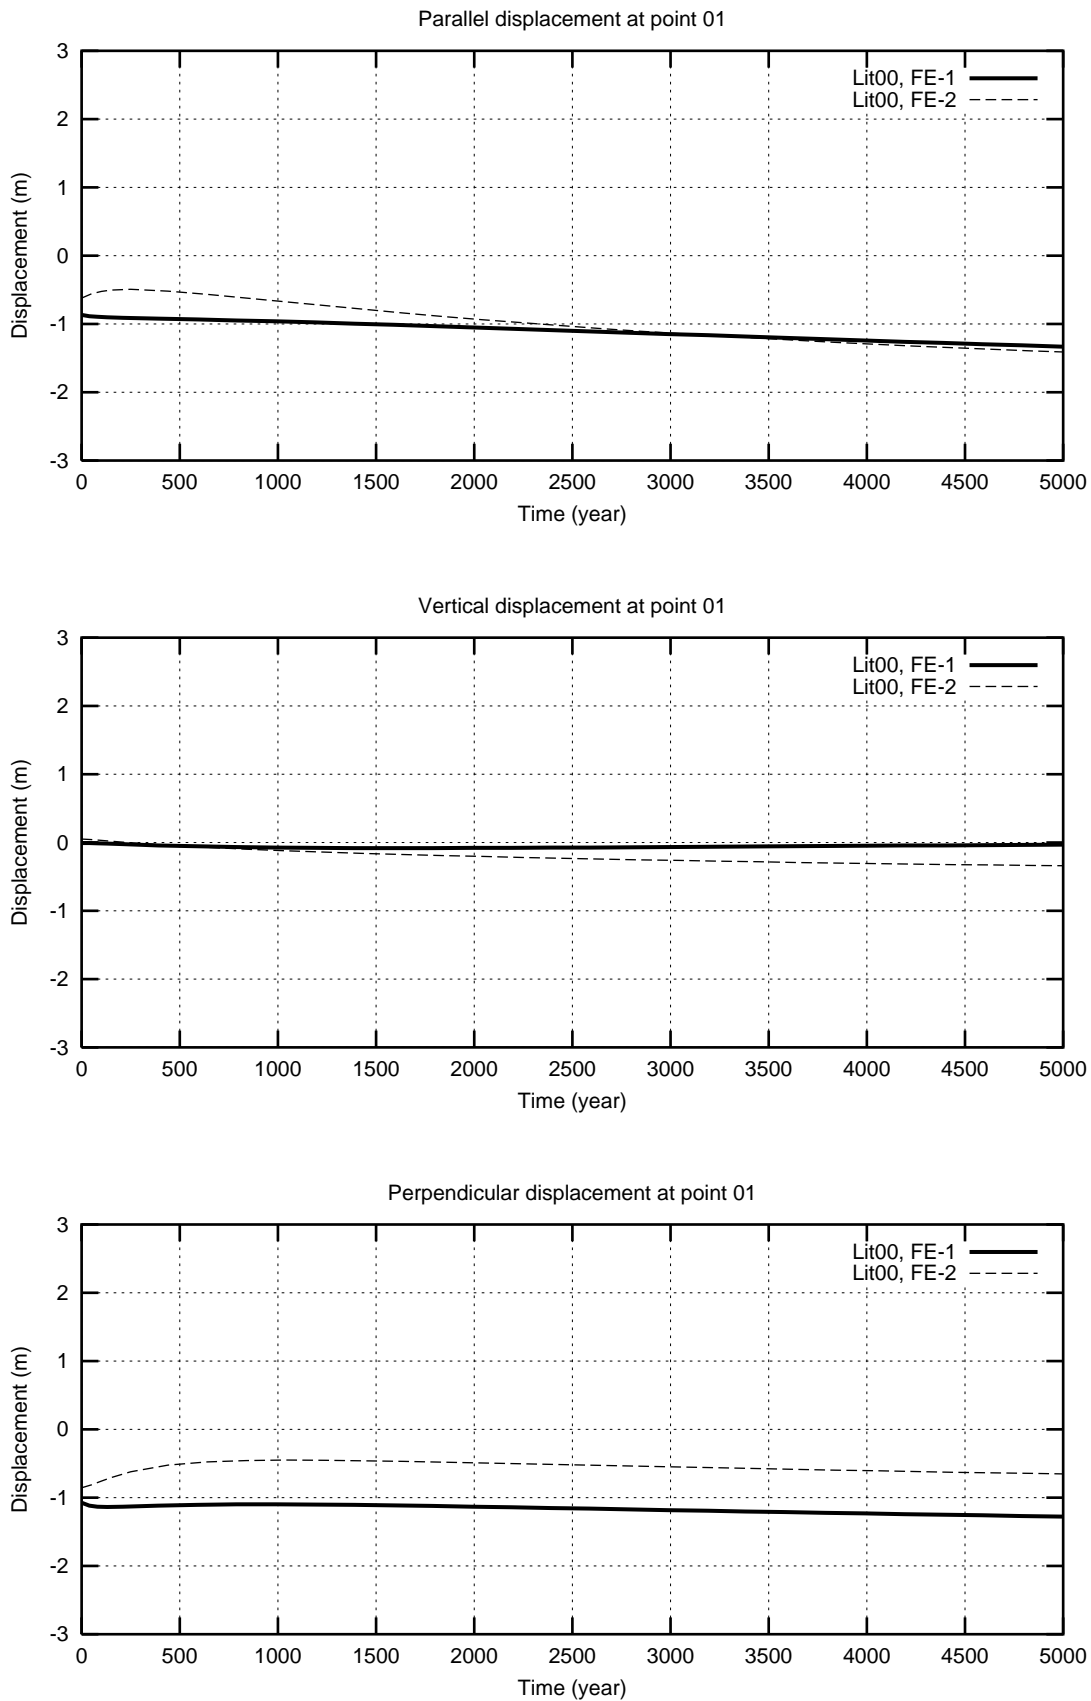 Parallel displacement at point 01
3
2
1
0
-1
-2
-3
Displacement (m)
Lit00, FE-1
Lit00, FE-2
0 500 1000 1500 2000 2500 3000 3500 4000 4500 5000
Time (year)
Vertical displacement at point 01
3
2
1
0
-1
-2
-3
Displacement (m)
Lit00, FE-1
Lit00, FE-2
0 500 1000 1500 2000 2500 3000 3500 4000 4500 5000
Time (year)
Perpendicular displacement at point 01
3
2
1
0
-1
-2
-3
Displacement (m)
Lit00, FE-1
Lit00, FE-2
0 500 1000 1500 2000 2500 3000 3500 4000 4500 5000
Time (year)